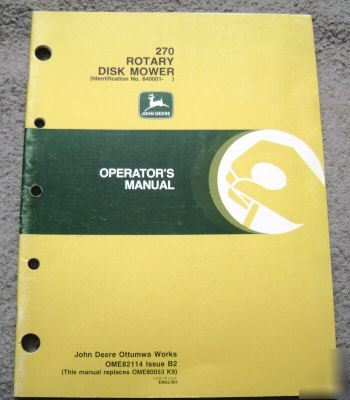 270
ROTARY
DISK MOWER
(Identification No. 840001-     )
JOHN DEERE
OPERATOR'S
MANUAL
John Deere Ottumwa Works
OME82114 Issue B2
(This manual replaces OME80053 K9)
ENGLISH